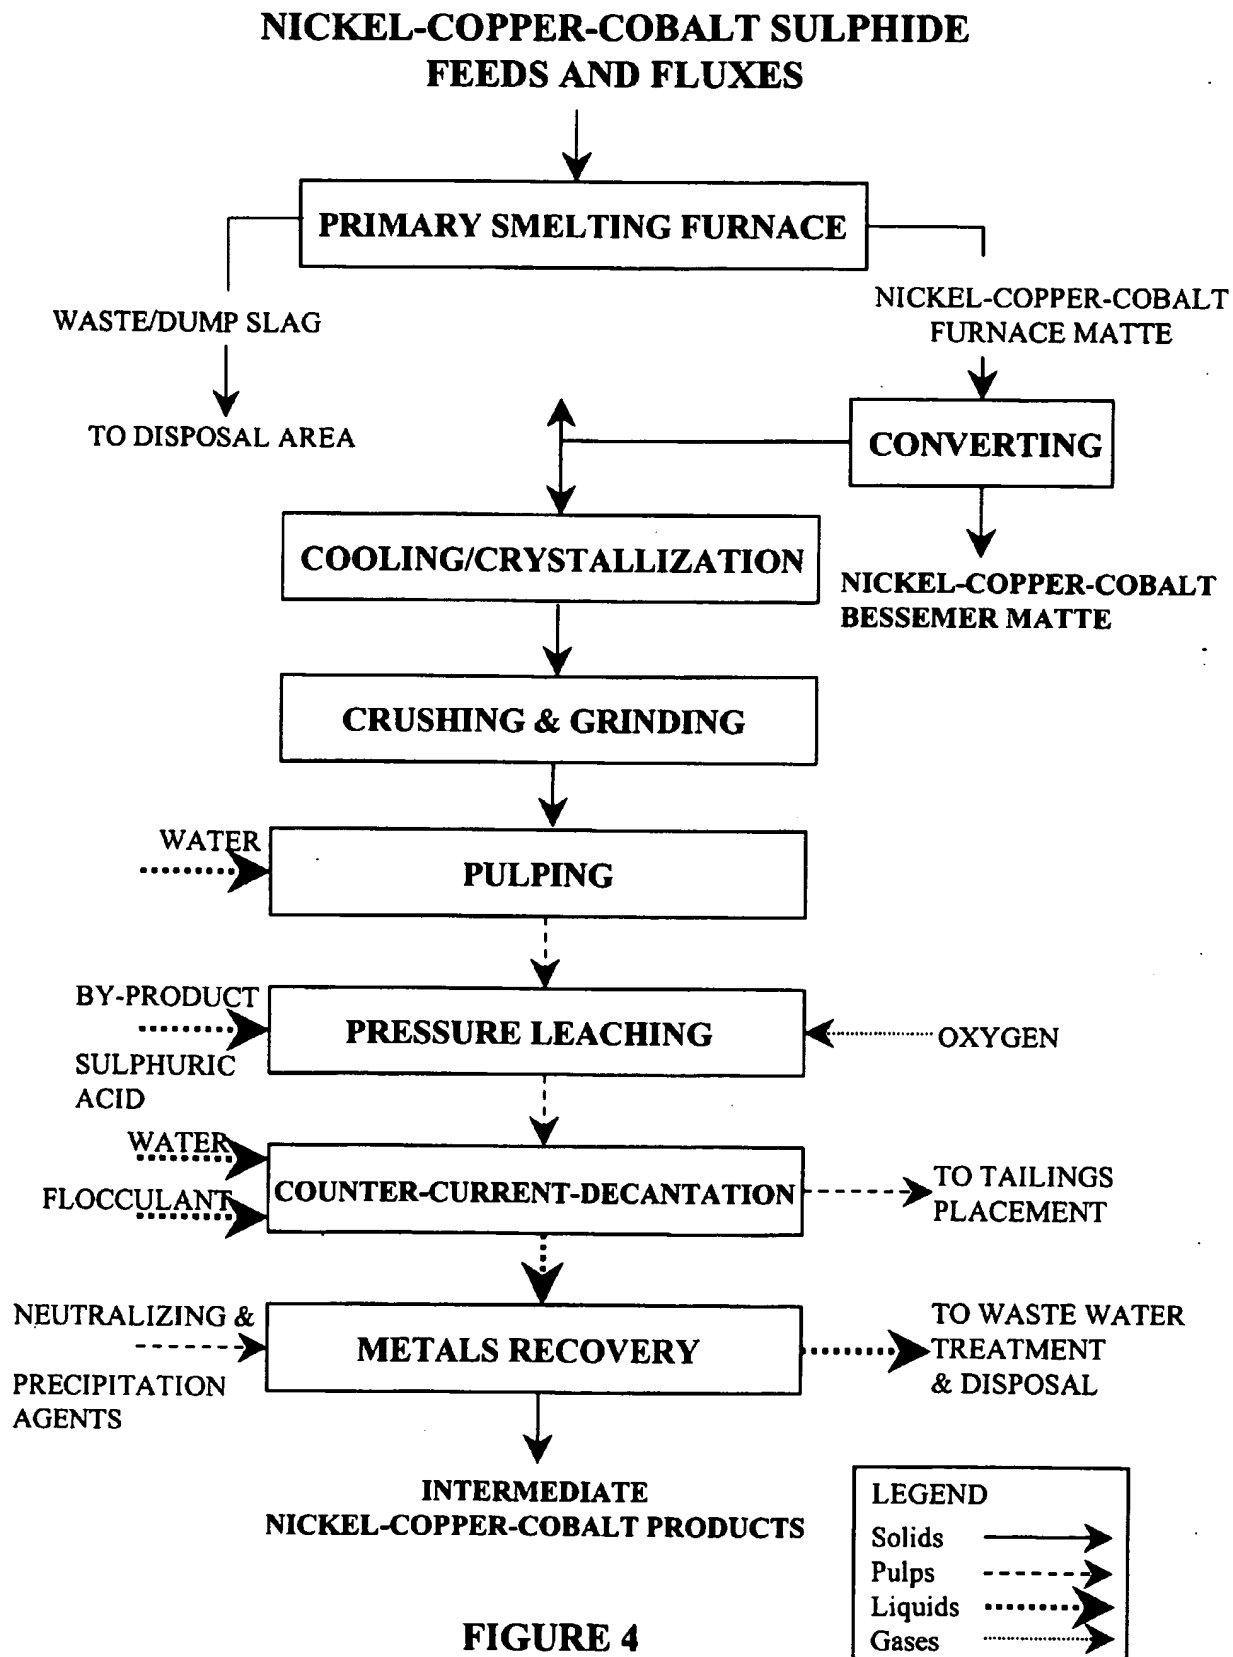 NICKEL-COPPER-COBALT SULPHIDE
FEEDS AND FLUXES
PRIMARY SMELTING FURNACE
WASTE/DUMP SLAG
NICKEL-COPPER-COBALT
FURNACE MATTE
TO DISPOSAL AREA
CONVERTING
COOLING/CRYSTALLIZATION
NICKEL-COPPER-COBALT
BESSEMER MATTE
CRUSHING & GRINDING
WATER
PULPING
BY-PRODUCT
SULPHURIC
ACID
PRESSURE LEACHING
OXYGEN
WATER
FLOCCULANT
COUNTER-CURRENT-DECANTATION
TO TAILINGS
PLACEMENT
NEUTRALIZING &
PRECIPITATION
AGENTS
METALS RECOVERY
TO WASTE WATER
TREATMENT
& DISPOSAL
INTERMEDIATE
NICKEL-COPPER-COBALT PRODUCTS
LEGEND
Solids
Pulps
Liquids
Gases
FIGURE 4